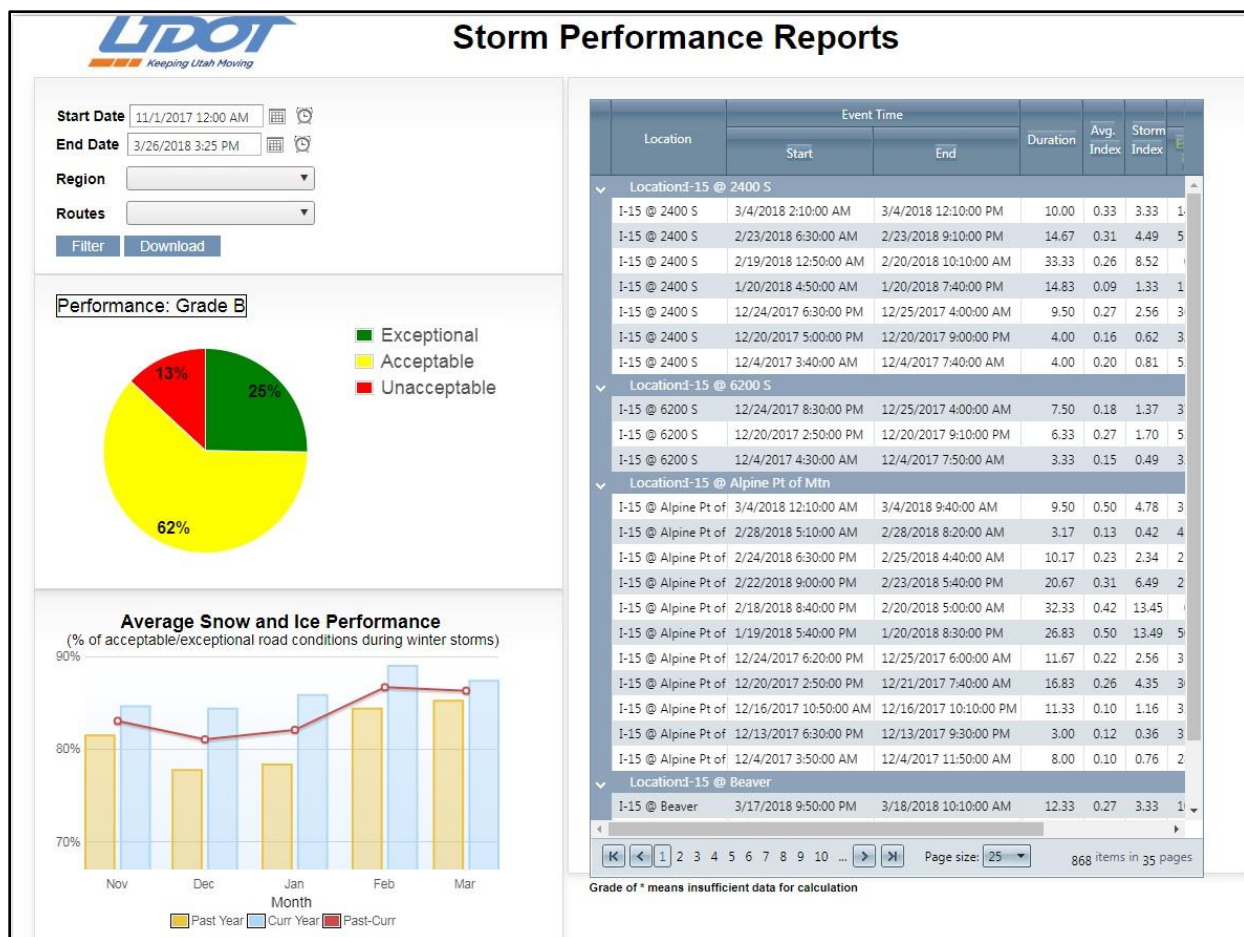 UDOT
Keeping Utah Moving
Storm Performance Reports
Start Date 11/1/2017 12:00 AM
End Date 3/26/2018 3:25 PM
Region
Routes
Filter Download
Performance: Grade B
Exceptional
Acceptable
Unacceptable
13%
25%
62%
Average Snow and Ice Performance
(% of acceptable/exceptional road conditions during winter storms)
90%
80%
70%
Nov Dec Jan Feb Mar
Month
Past Year Curr Year Past-Curr
Location Event Time Duration Avg. Index Storm Index
Start End
Location:I-15 @ 2400 S
I-15 @ 2400 S 3/4/2018 2:10:00 AM 3/4/2018 12:10:00 PM 10.00 0.33 3.33
I-15 @ 2400 S 2/23/2018 6:30:00 AM 2/23/2018 9:10:00 PM 14.67 0.31 4.49
I-15 @ 2400 S 2/19/2018 12:50:00 AM 2/20/2018 10:10:00 AM 33.33 0.26 8.52
I-15 @ 2400 S 1/20/2018 4:50:00 AM 1/20/2018 7:40:00 PM 14.83 0.09 1.33
I-15 @ 2400 S 12/24/2017 6:30:00 PM 12/25/2017 4:00:00 AM 9.50 0.27 2.56
I-15 @ 2400 S 12/20/2017 5:00:00 PM 12/20/2017 9:00:00 PM 4.00 0.16 0.62
I-15 @ 2400 S 12/4/2017 3:40:00 AM 12/4/2017 7:40:00 AM 4.00 0.20 0.81
Location:I-15 @ 6200 S
I-15 @ 6200 S 12/24/2017 8:30:00 PM 12/25/2017 4:00:00 AM 7.50 0.18 1.37
I-15 @ 6200 S 12/20/2017 2:50:00 PM 12/20/2017 9:10:00 PM 6.33 0.27 1.70
I-15 @ 6200 S 12/4/2017 4:30:00 AM 12/4/2017 7:50:00 AM 3.33 0.15 0.49
Location:I-15 @ Alpine Pt of Mtn
I-15 @ Alpine Pt of 3/4/2018 12:10:00 AM 3/4/2018 9:40:00 AM 9.50 0.50 4.78
I-15 @ Alpine Pt of 2/28/2018 5:10:00 AM 2/28/2018 8:20:00 AM 3.17 0.13 0.42
I-15 @ Alpine Pt of 2/24/2018 6:30:00 PM 2/25/2018 4:40:00 AM 10.17 0.23 2.34
I-15 @ Alpine Pt of 2/22/2018 9:00:00 PM 2/23/2018 5:40:00 PM 20.67 0.31 6.49
I-15 @ Alpine Pt of 2/18/2018 8:40:00 PM 2/20/2018 5:00:00 AM 32.33 0.42 13.45
I-15 @ Alpine Pt of 1/19/2018 5:40:00 PM 1/20/2018 8:30:00 PM 26.83 0.50 13.49
I-15 @ Alpine Pt of 12/24/2017 6:20:00 PM 12/25/2017 6:00:00 AM 11.67 0.22 2.56
I-15 @ Alpine Pt of 12/20/2017 2:50:00 PM 12/21/2017 7:40:00 AM 16.83 0.26 4.35
I-15 @ Alpine Pt of 12/16/2017 10:50:00 AM 12/16/2017 10:10:00 PM 11.33 0.10 1.16
I-15 @ Alpine Pt of 12/13/2017 6:30:00 PM 12/13/2017 9:30:00 PM 3.00 0.12 0.36
I-15 @ Alpine Pt of 12/4/2017 3:50:00 AM 12/4/2017 11:50:00 AM 8.00 0.10 0.76
Location:I-15 @ Beaver
I-15 @ Beaver 3/17/2018 9:50:00 PM 3/18/2018 10:10:00 AM 12.33 0.27 3.33
1 2 3 4 5 6 7 8 9 10 ... Page size: 25 868 items in 35 pages
Grade of * means insufficient data for calculation